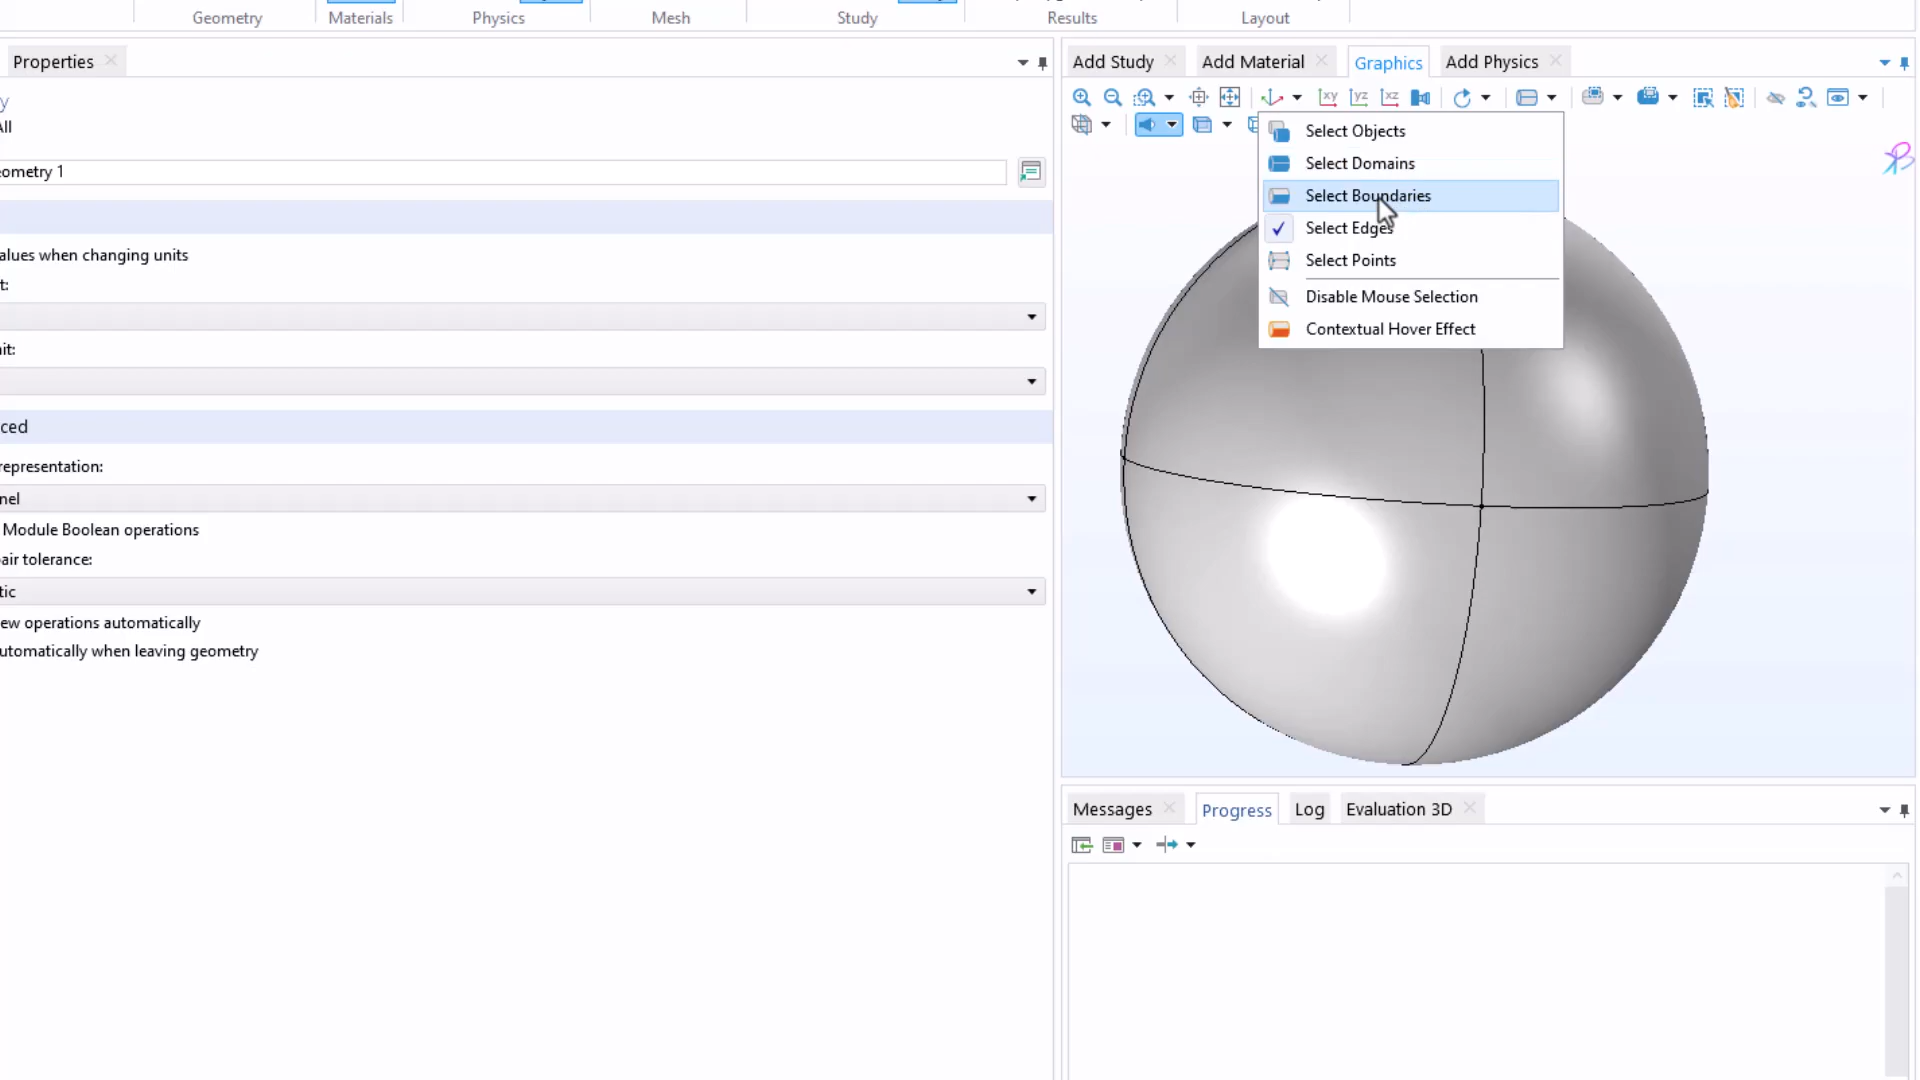 Geometry Materials Physics Mesh Study Results Layout
Properties
Add Study Add Material Graphics Add Physics
y
All
xy yz xz
Select Objects
Select Domains
Select Boundaries
Select Edges
Select Points
Disable Mouse Selection
Contextual Hover Effect
ometry 1
alues when changing units
t:
it:
ced
representation:
nel
Module Boolean operations
air tolerance:
tic
ew operations automatically
utomatically when leaving geometry
Messages Progress Log Evaluation 3D